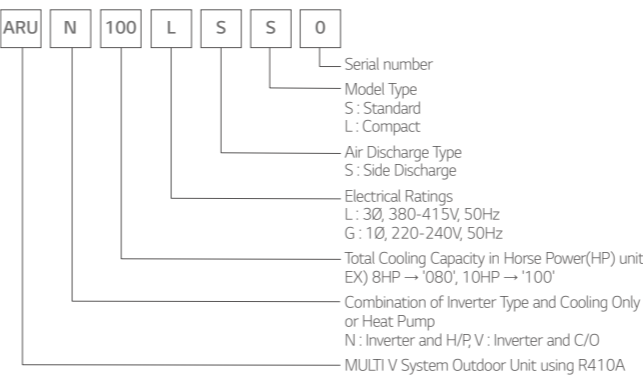 ARU N 100 L S S 0
Serial number
Model Type
S : Standard
L : Compact
Air Discharge Type
S : Side Discharge
Electrical Ratings
L : 3Ø, 380-415V, 50Hz
G : 1Ø, 220-240V, 50Hz
Total Cooling Capacity in Horse Power(HP) unit
EX) 8HP → '080', 10HP → '100'
Combination of Inverter Type and Cooling Only
or Heat Pump
N : Inverter and H/P, V : Inverter and C/O
MULTI V System Outdoor Unit using R410A